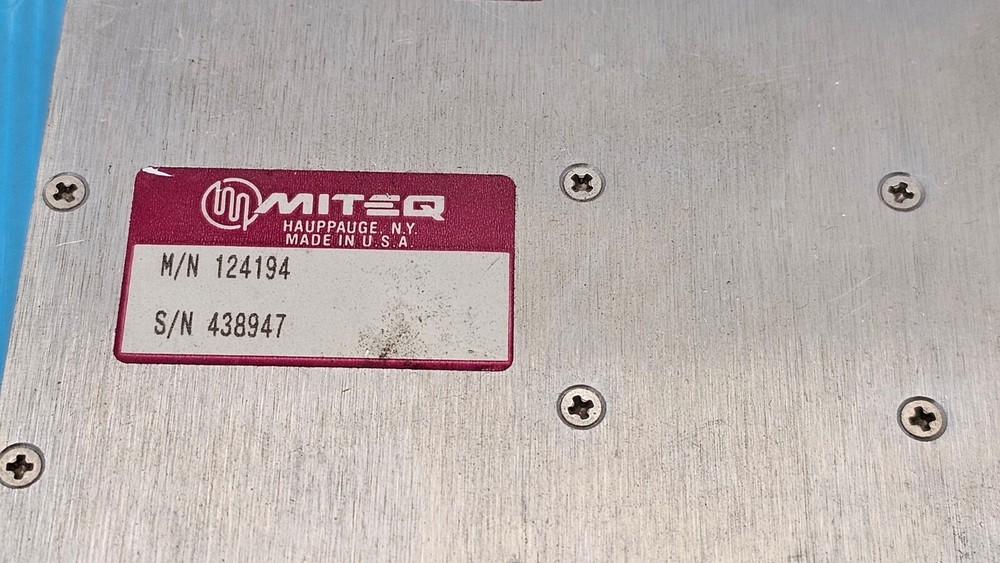 MITEQ
HAUPPAUGE, N.Y.
MADE IN U.S.A.
M/N 124194
S/N 438947